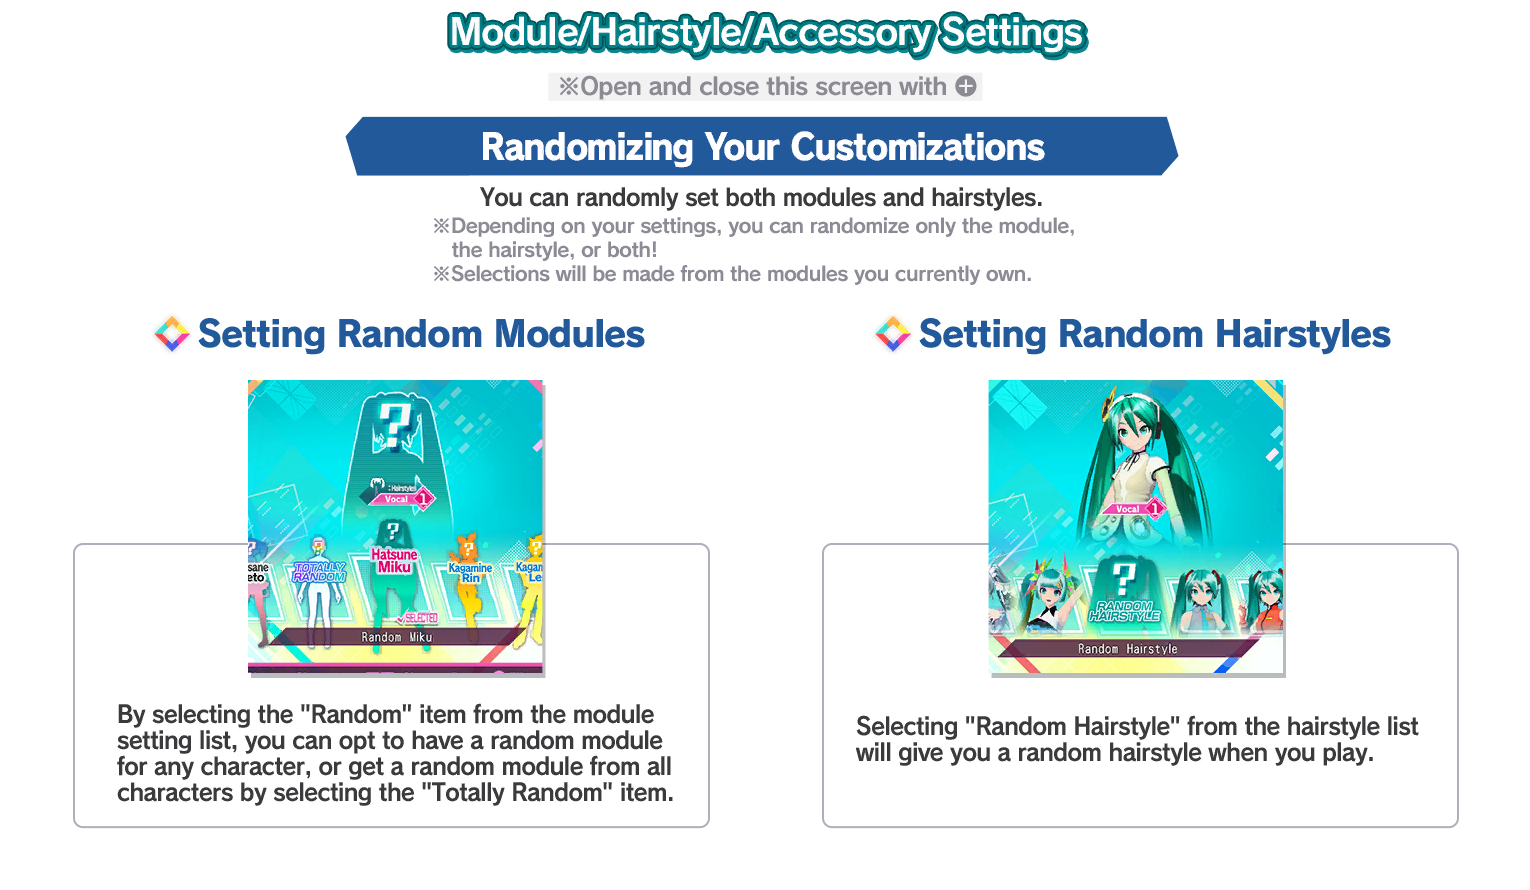 Module/Hairstyle/Accessory Settings
※Open and close this screen with ⊕
Randomizing Your Customizations
You can randomly set both modules and hairstyles.
※Depending on your settings, you can randomize only the module,
the hairstyle, or both!
※Selections will be made from the modules you currently own.
Setting Random Modules
?
:Hairstyles
Vocal 1
?
Hatsune
Miku
sane
eto
TOTALLY
RANDOM
?
Kagamine
Rin
?
Kagam
Le
SELECTED
Random Miku
By selecting the "Random" item from the module
setting list, you can opt to have a random module
for any character, or get a random module from all
characters by selecting the "Totally Random" item.
Setting Random Hairstyles
Vocal 1
?
RANDOM
HAIRSTYLE
Random Hairstyle
Selecting "Random Hairstyle" from the hairstyle list
will give you a random hairstyle when you play.